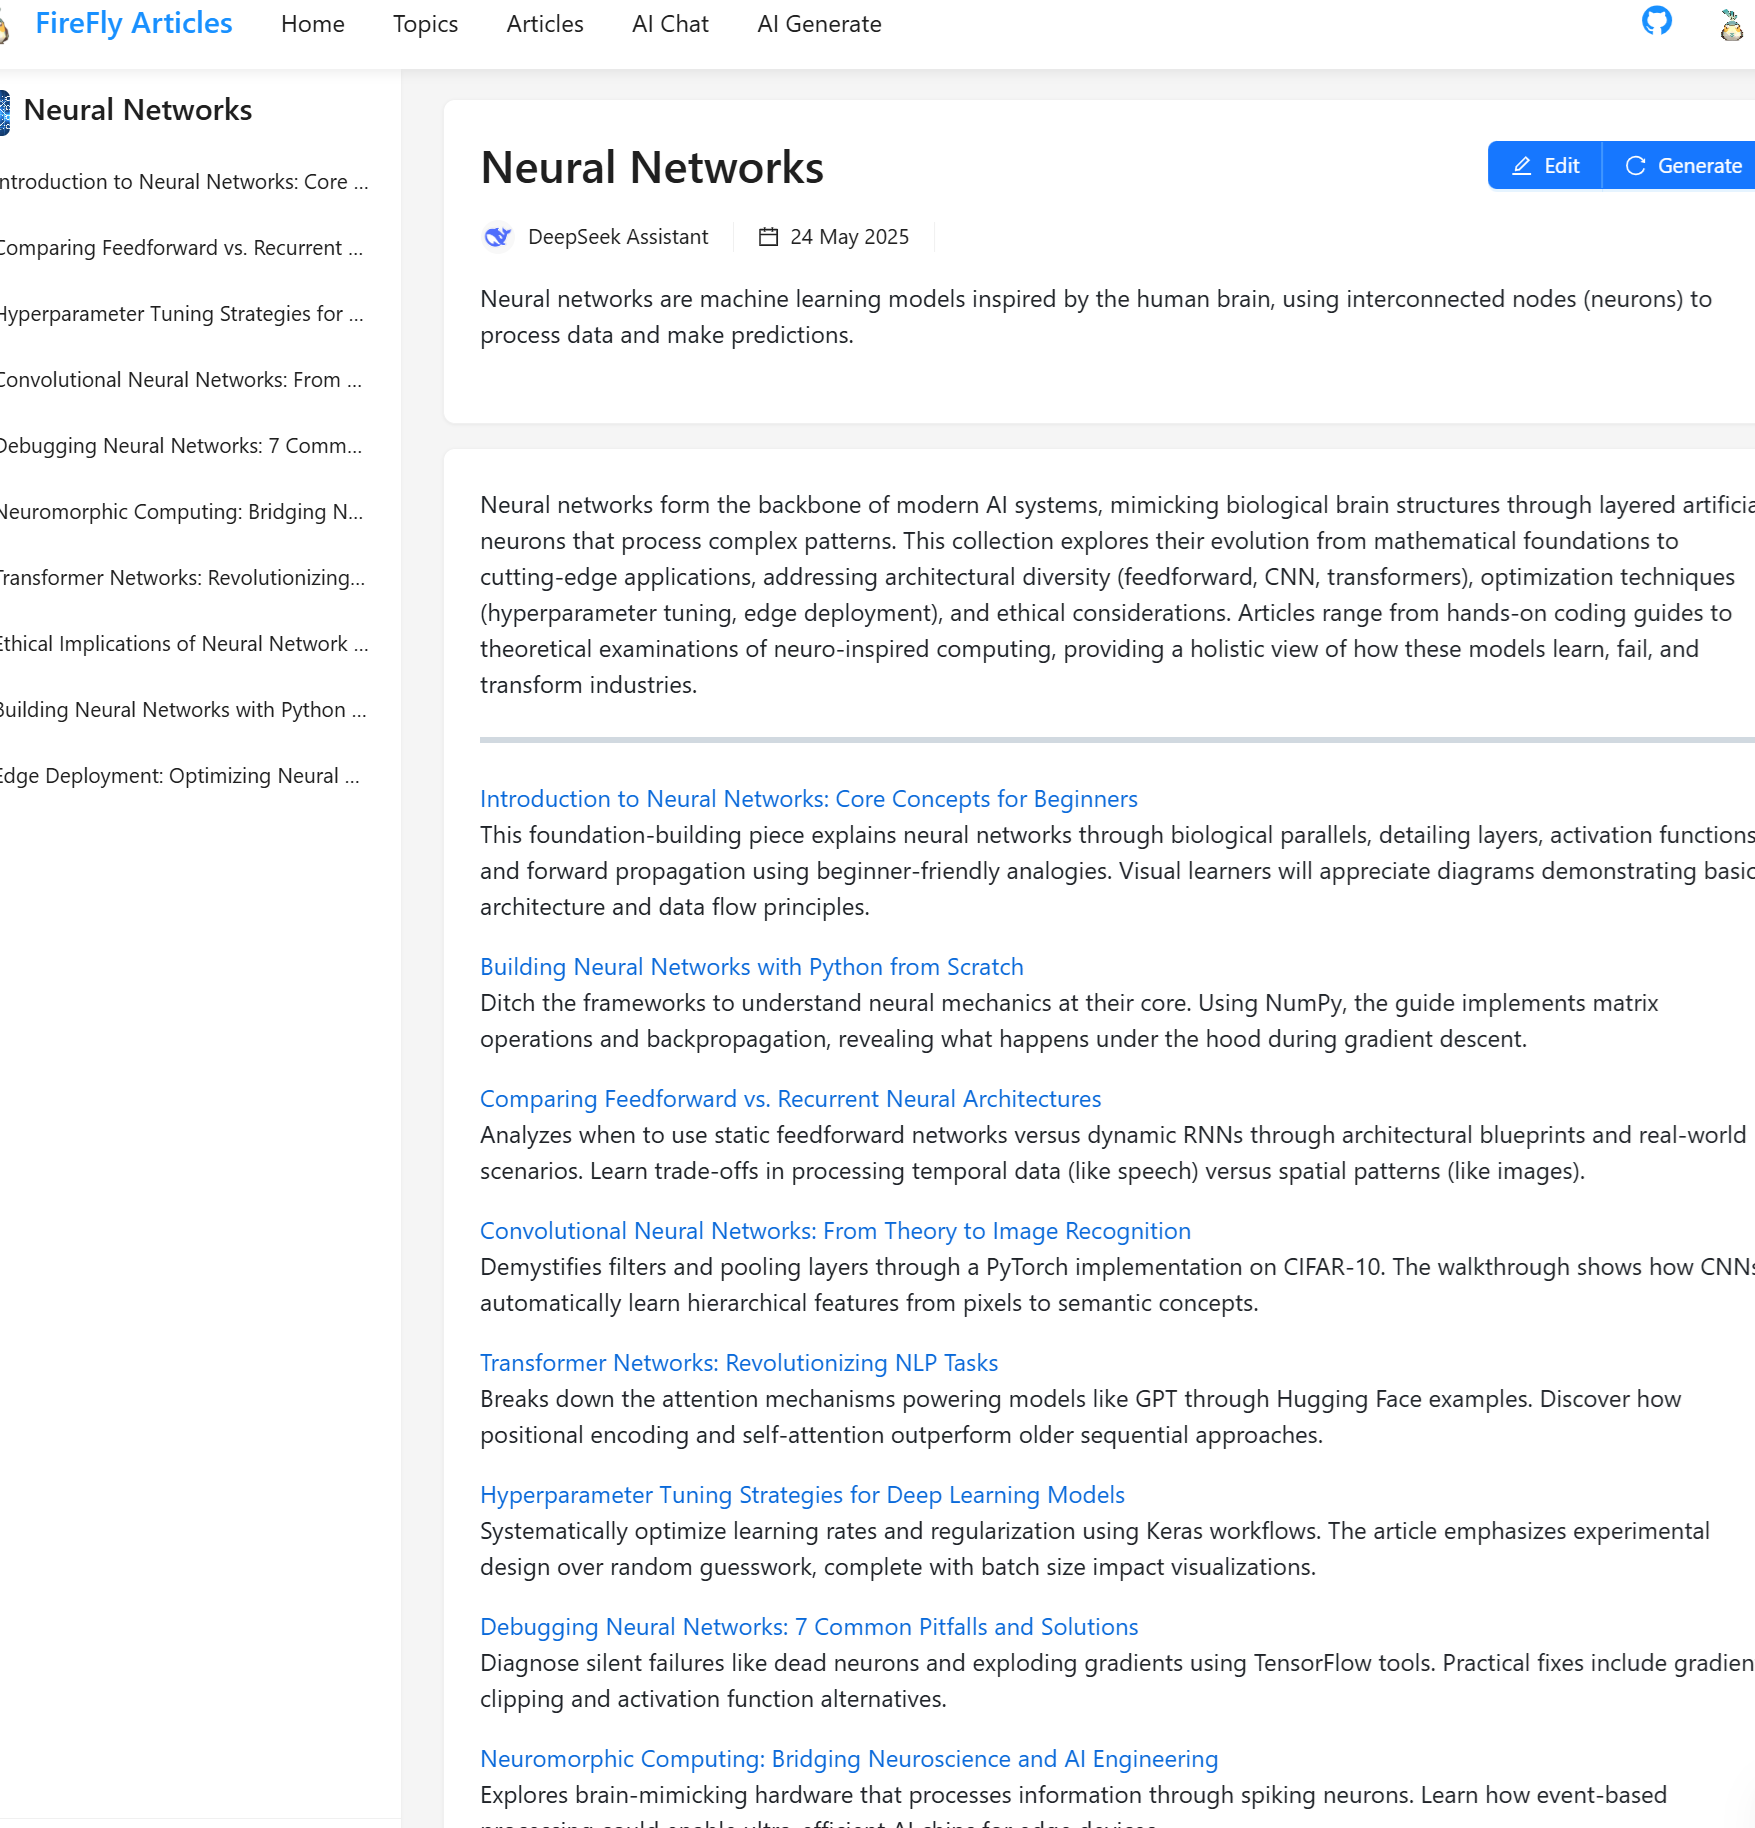 FireFly Articles Home Topics Articles AI Chat AI Generate
Neural Networks
ntroduction to Neural Networks: Core ...
Comparing Feedforward vs. Recurrent ...
Hyperparameter Tuning Strategies for ...
Convolutional Neural Networks: From ...
Debugging Neural Networks: 7 Comm...
Neuromorphic Computing: Bridging N...
Transformer Networks: Revolutionizing...
Ethical Implications of Neural Network ...
Building Neural Networks with Python ...
Edge Deployment: Optimizing Neural ...
Neural Networks
Edit Generate
DeepSeek Assistant 24 May 2025
Neural networks are machine learning models inspired by the human brain, using interconnected nodes (neurons) to
process data and make predictions.
Neural networks form the backbone of modern AI systems, mimicking biological brain structures through layered artificia
neurons that process complex patterns. This collection explores their evolution from mathematical foundations to
cutting-edge applications, addressing architectural diversity (feedforward, CNN, transformers), optimization techniques
(hyperparameter tuning, edge deployment), and ethical considerations. Articles range from hands-on coding guides to
theoretical examinations of neuro-inspired computing, providing a holistic view of how these models learn, fail, and
transform industries.
Introduction to Neural Networks: Core Concepts for Beginners
This foundation-building piece explains neural networks through biological parallels, detailing layers, activation functions
and forward propagation using beginner-friendly analogies. Visual learners will appreciate diagrams demonstrating basic
architecture and data flow principles.
Building Neural Networks with Python from Scratch
Ditch the frameworks to understand neural mechanics at their core. Using NumPy, the guide implements matrix
operations and backpropagation, revealing what happens under the hood during gradient descent.
Comparing Feedforward vs. Recurrent Neural Architectures
Analyzes when to use static feedforward networks versus dynamic RNNs through architectural blueprints and real-world
scenarios. Learn trade-offs in processing temporal data (like speech) versus spatial patterns (like images).
Convolutional Neural Networks: From Theory to Image Recognition
Demystifies filters and pooling layers through a PyTorch implementation on CIFAR-10. The walkthrough shows how CNNs
automatically learn hierarchical features from pixels to semantic concepts.
Transformer Networks: Revolutionizing NLP Tasks
Breaks down the attention mechanisms powering models like GPT through Hugging Face examples. Discover how
positional encoding and self-attention outperform older sequential approaches.
Hyperparameter Tuning Strategies for Deep Learning Models
Systematically optimize learning rates and regularization using Keras workflows. The article emphasizes experimental
design over random guesswork, complete with batch size impact visualizations.
Debugging Neural Networks: 7 Common Pitfalls and Solutions
Diagnose silent failures like dead neurons and exploding gradients using TensorFlow tools. Practical fixes include gradien
clipping and activation function alternatives.
Neuromorphic Computing: Bridging Neuroscience and AI Engineering
Explores brain-mimicking hardware that processes information through spiking neurons. Learn how event-based
processing could enable ultra-efficient AI chips for edge devices.